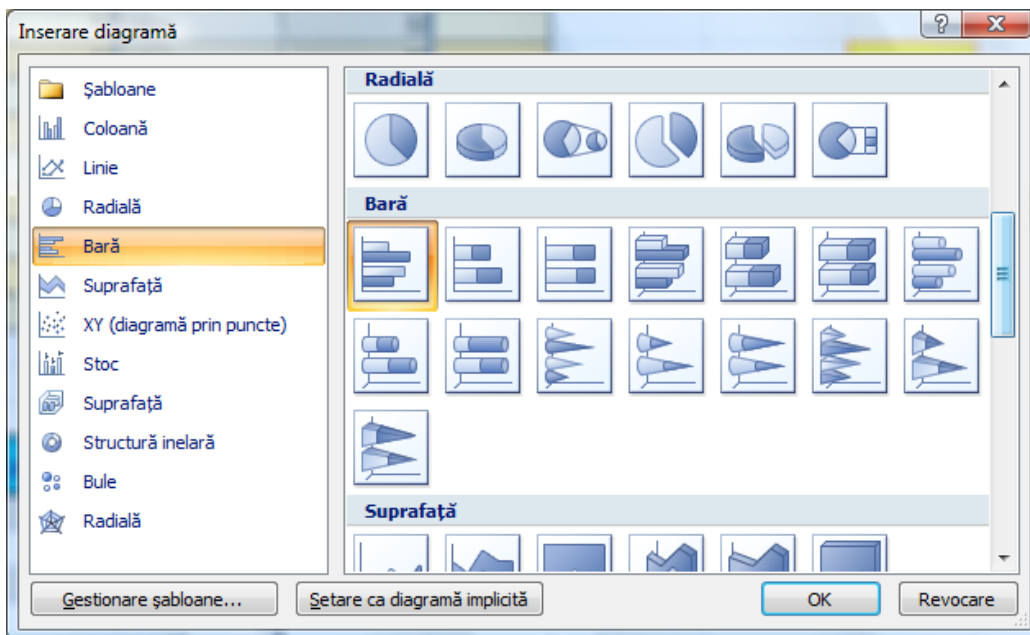 Inserare diagramă
Şabloane
Coloană
Linie
Radială
Bară
Suprafaţă
XY (diagramă prin puncte)
Stoc
Suprafaţă
Structură inelară
Bule
Radială
Radială
Bară
Suprafaţă
Gestionare şabloane...
Setare ca diagramă implicită
OK
Revocare